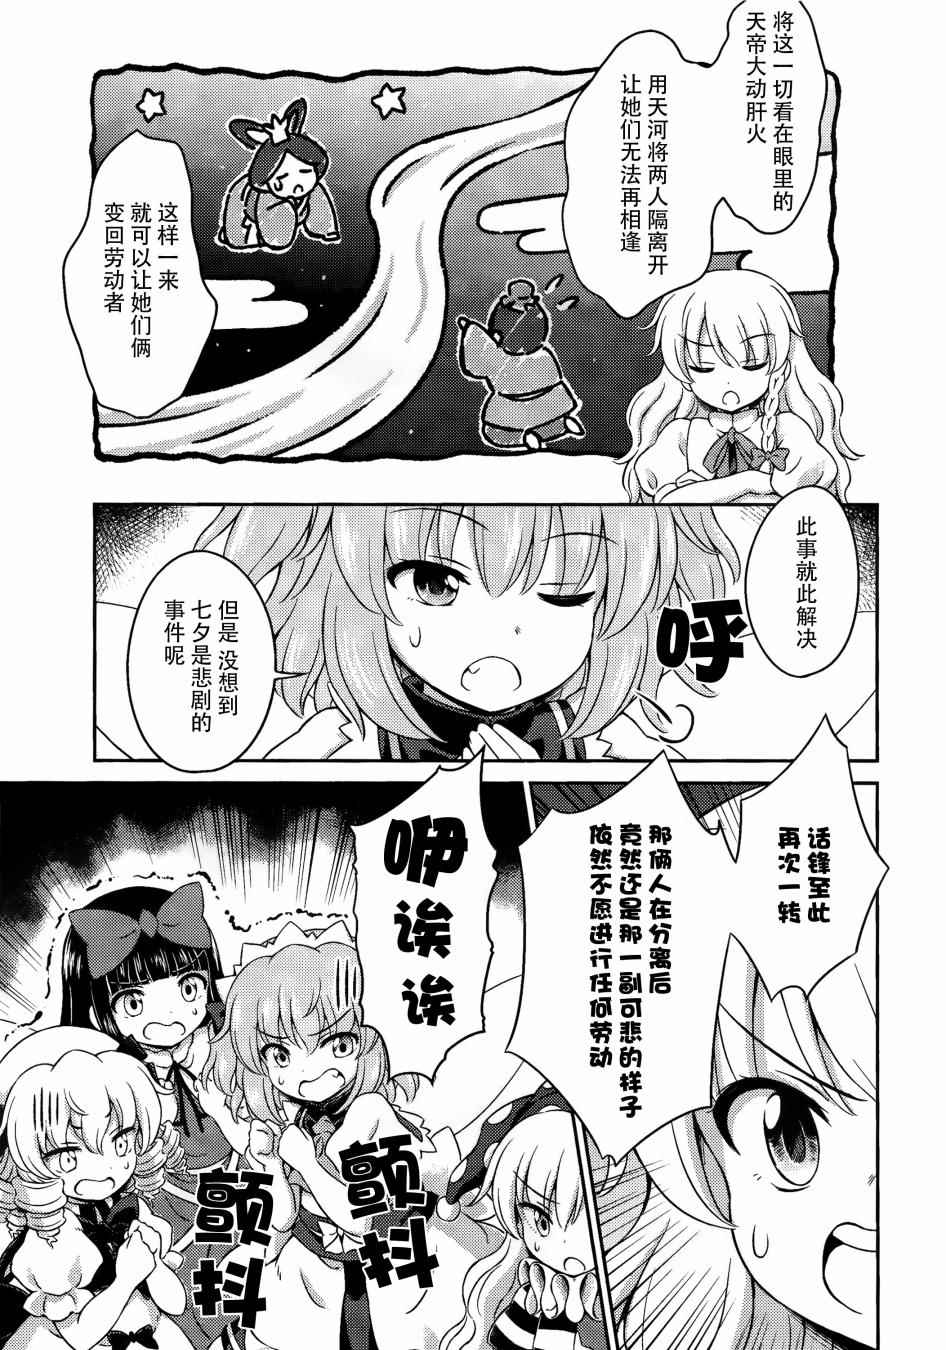 将这一切看在眼里的
天帝大动肝火
用天河将两人隔离开
让她们无法再相逢
这样一来
就可以让她们俩
变回劳动者
此事就此解决
呼
但是 没想到
七夕是悲剧的
事件呢
话锋至此
再次一转
那俩人在分离后
竟然还是那一副可悲的样子
依然不愿进行任何劳动
咿诶诶
颤抖
颤抖